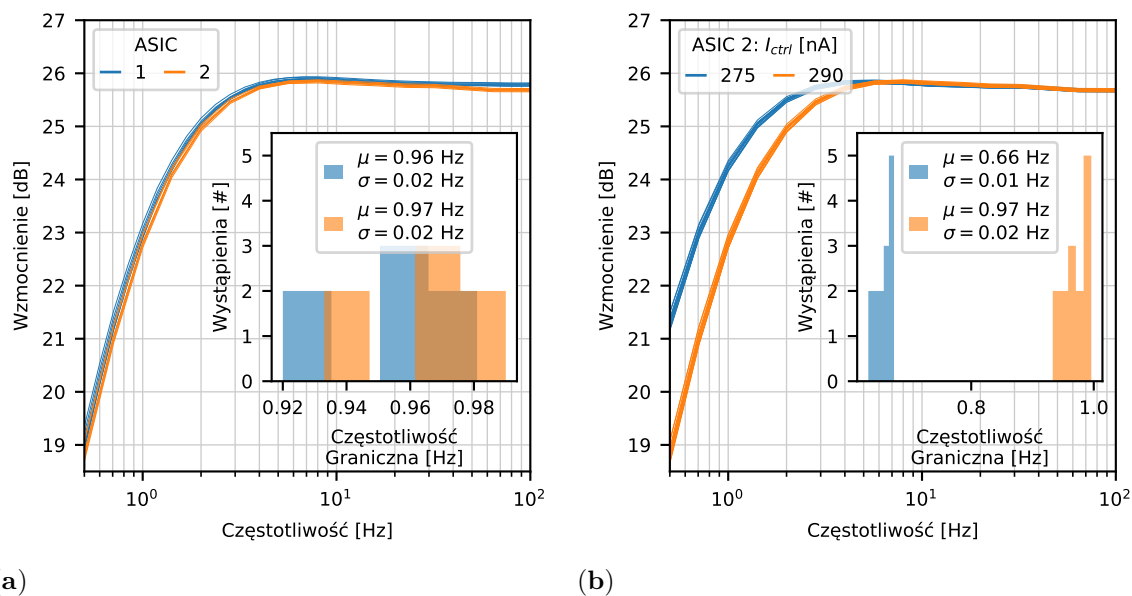 27
26
25
24
23
22
21
20
19
Wzmocnienie [dB]
ASIC
1 2
5
4
3
2
1
0
Wystąpienia [#]
μ = 0.96 Hz
σ = 0.02 Hz
μ = 0.97 Hz
σ = 0.02 Hz
0.92 0.94 0.96 0.98
Częstotliwość
Graniczna [Hz]
10⁰ 10¹ 10²
Częstotliwość [Hz]
a)
27
26
25
24
23
22
21
20
19
Wzmocnienie [dB]
ASIC 2: I_ctrl [nA]
275 290
5
4
3
2
1
0
Wystąpienia [#]
μ = 0.66 Hz
σ = 0.01 Hz
μ = 0.97 Hz
σ = 0.02 Hz
0.8 1.0
Częstotliwość
Graniczna [Hz]
10⁰ 10¹ 10²
Częstotliwość [Hz]
(b)